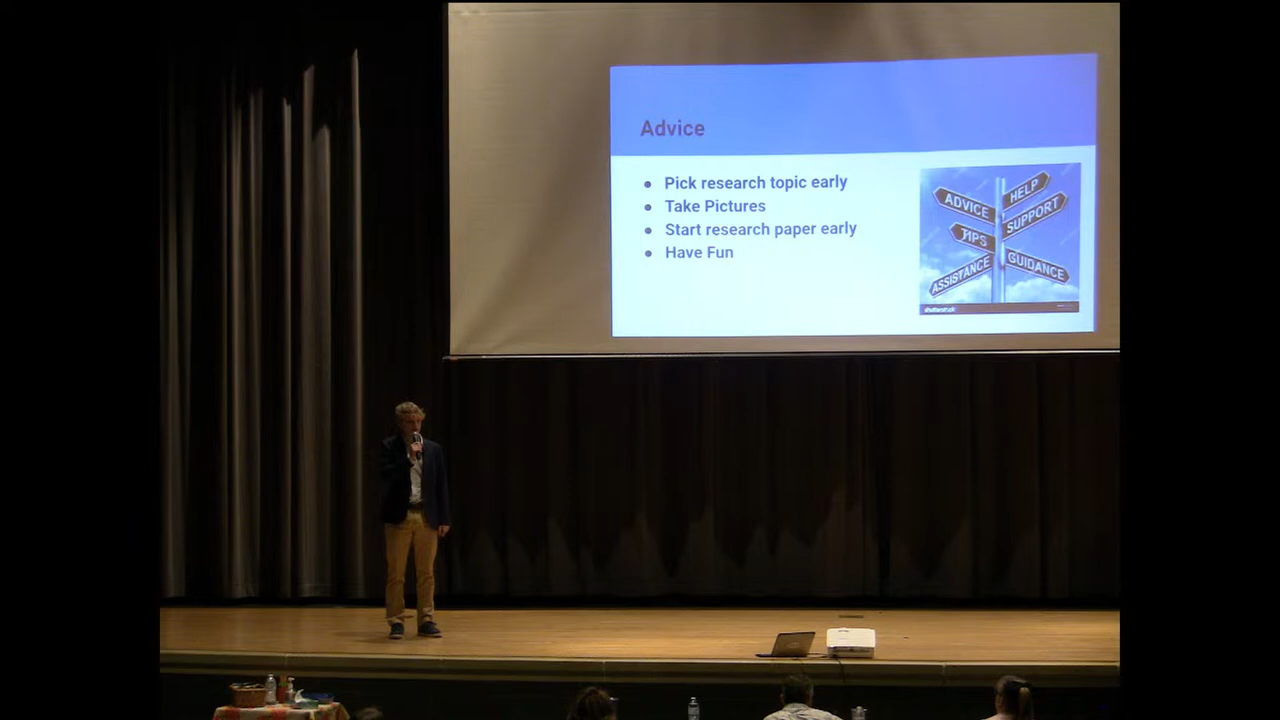 Advice
● Pick research topic early
● Take Pictures
● Start research paper early
● Have Fun
HELP
ADVICE
SUPPORT
TIPS
GUIDANCE
ASSISTANCE
shutterstock